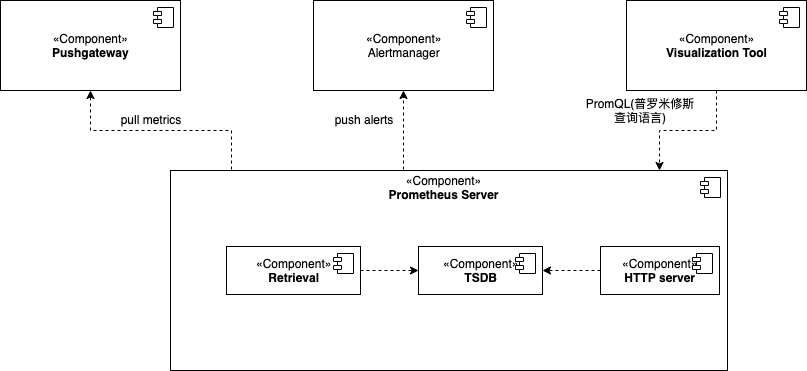 «Component»
Pushgateway
«Component»
Alertmanager
«Component»
Visualization Tool
pull metrics
push alerts
PromQL(普罗米修斯
查询语言)
«Component»
Prometheus Server
«Component»
Retrieval
«Component»
TSDB
«Component»
HTTP server